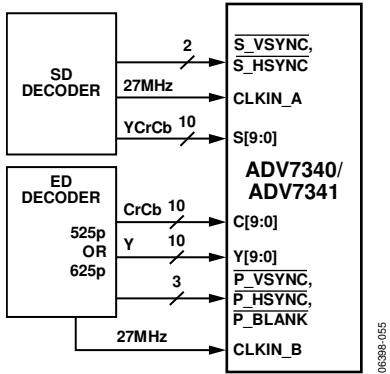 SD
DECODER
2
S_VSYNC,
S_HSYNC
27MHz
CLKIN_A
YCrCb 10
S[9:0]
ADV7340/
ADV7341
ED
DECODER
525p
OR
625p
CrCb 10
C[9:0]
Y 10
Y[9:0]
3
P_VSYNC,
P_HSYNC,
P_BLANK
27MHz
CLKIN_B
06398-055